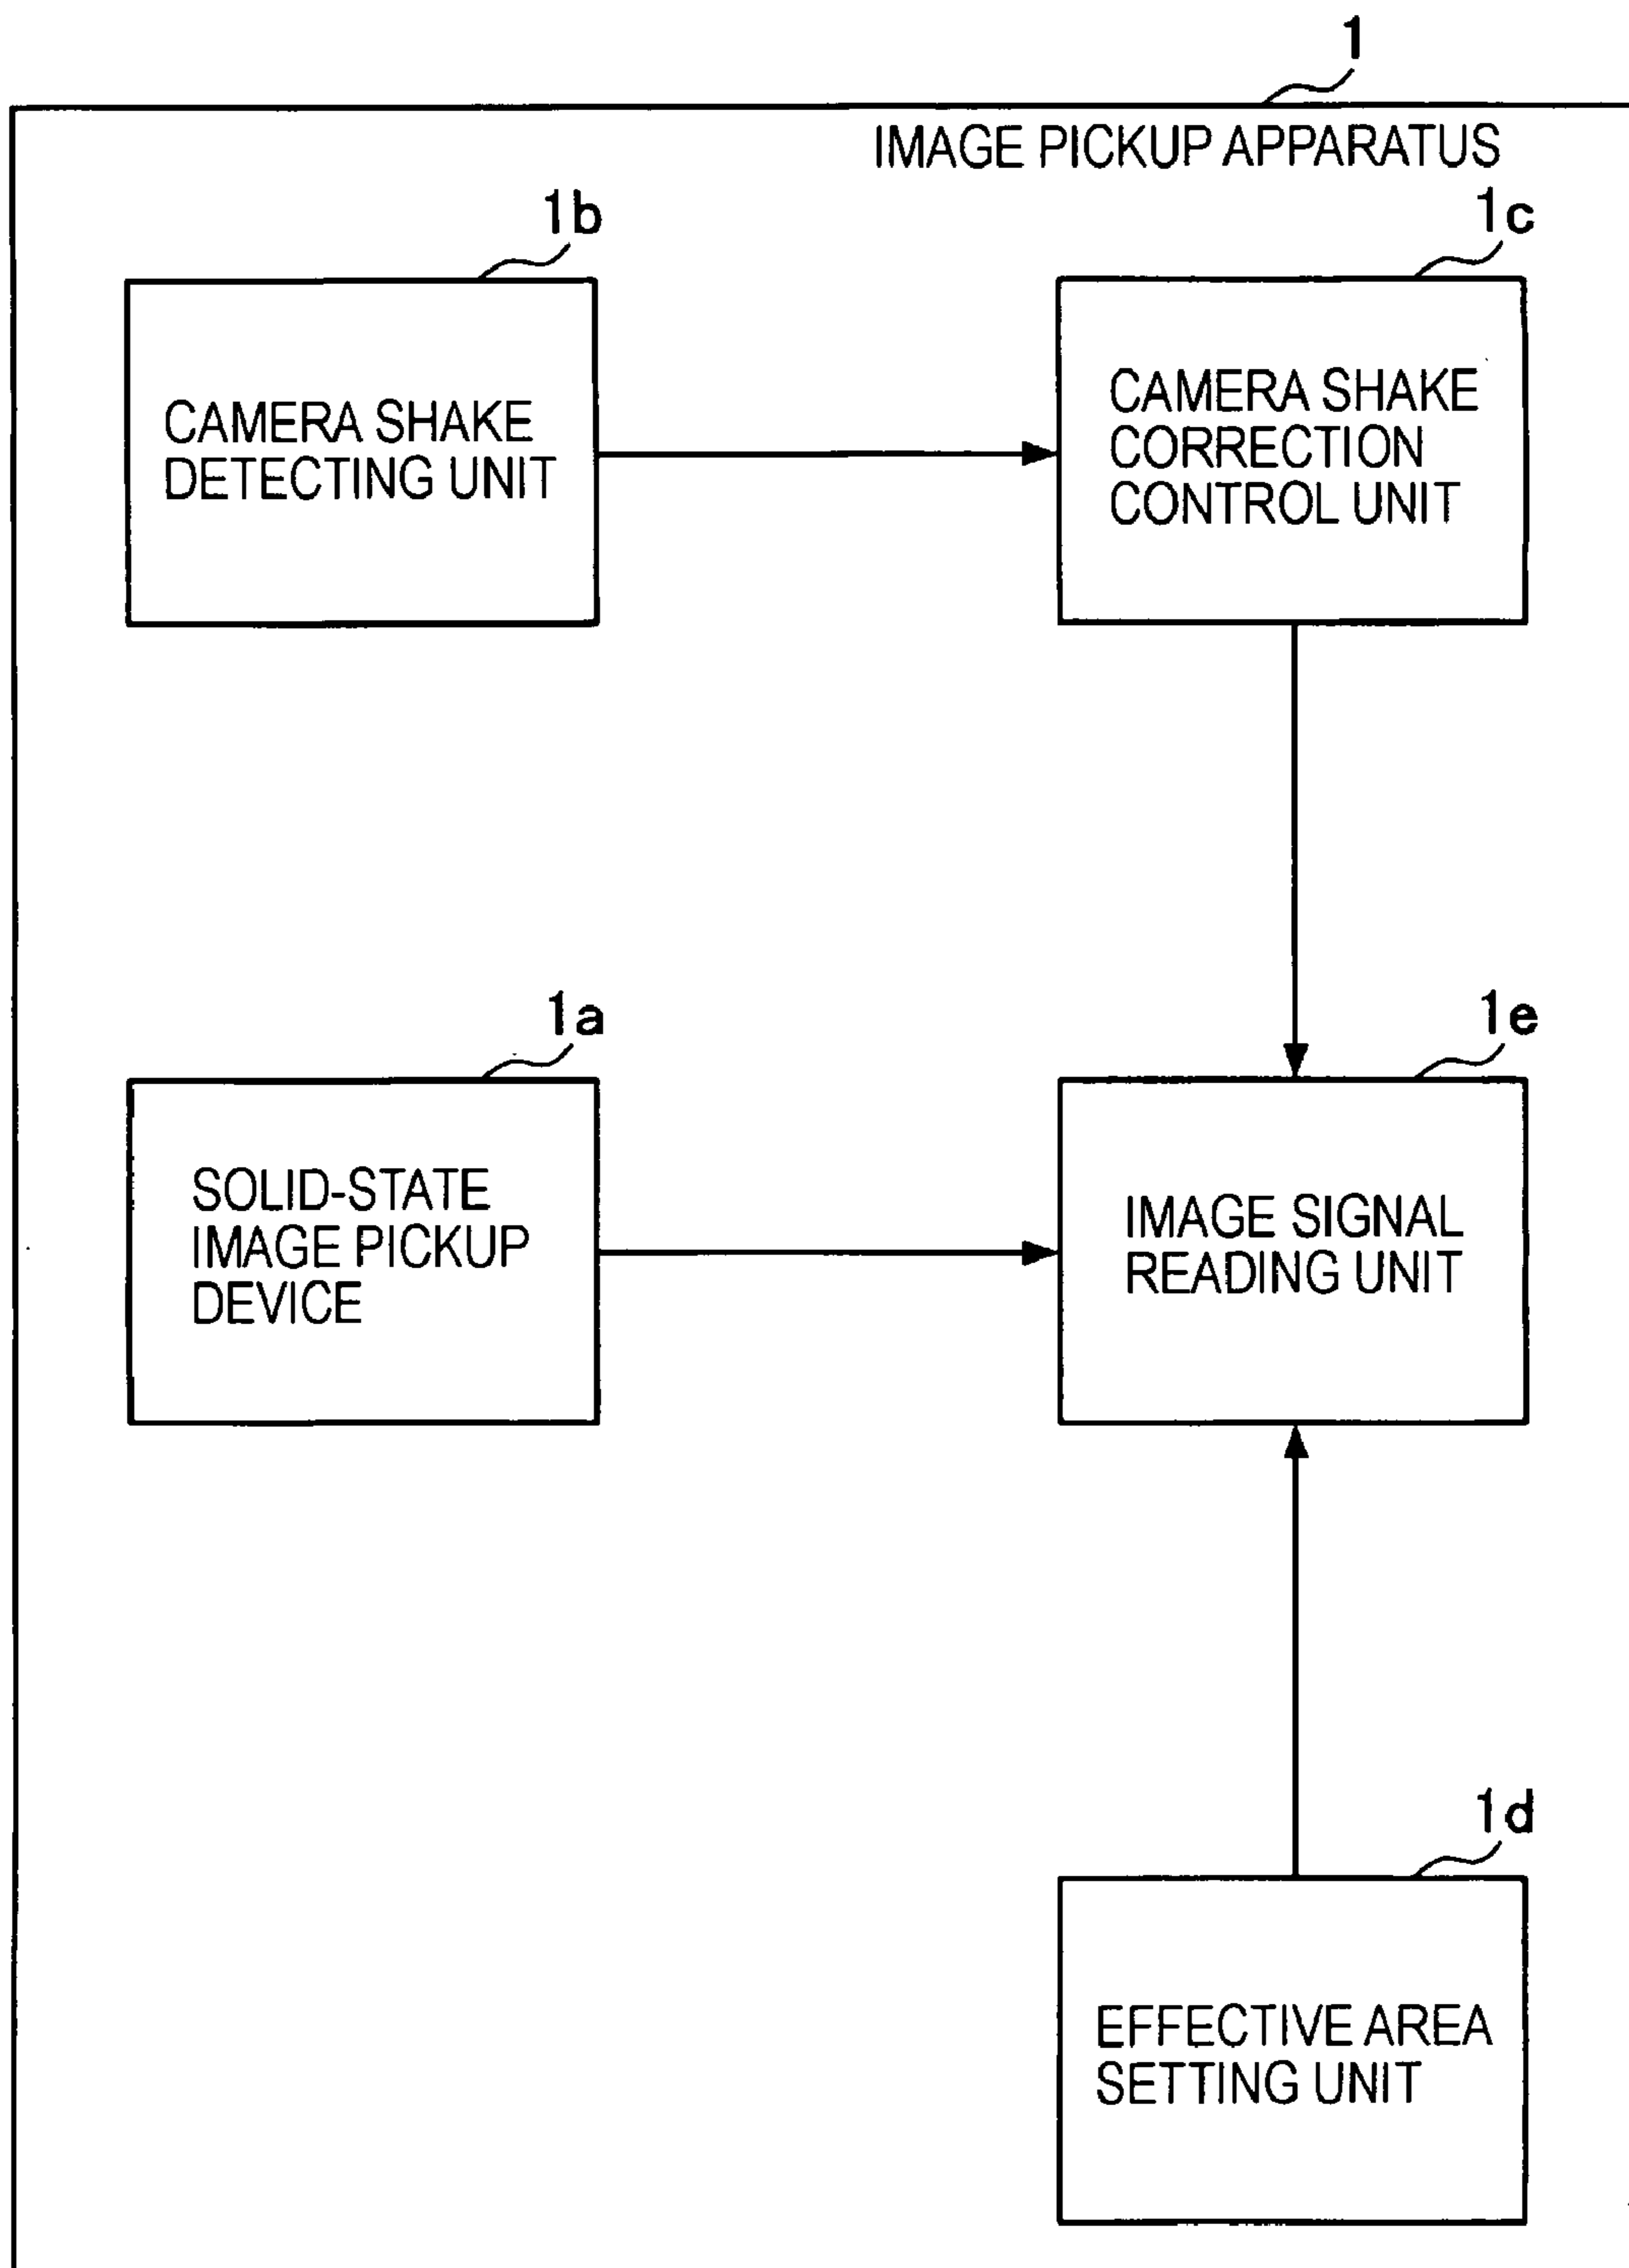 1
IMAGE PICKUP APPARATUS
1b
CAMERA SHAKE
DETECTING UNIT
1c
CAMERA SHAKE
CORRECTION
CONTROL UNIT
1a
SOLID-STATE
IMAGE PICKUP
DEVICE
1e
IMAGE SIGNAL
READING UNIT
1d
EFFECTIVE AREA
SETTING UNIT